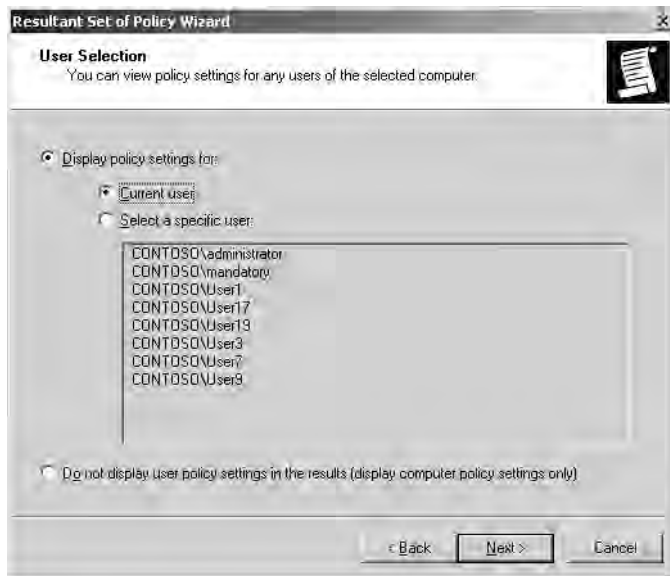 Resultant Set of Policy Wizard
User Selection
You can view policy settings for any users of the selected computer.
Display policy settings for:
Current user
Select a specific user:
CONTOSO\administrator
CONTOSO\mandatory
CONTOSO\User1
CONTOSO\User17
CONTOSO\User19
CONTOSO\User3
CONTOSO\User7
CONTOSO\User9
Do not display user policy settings in the results (display computer policy settings only)
< Back Next > Cancel